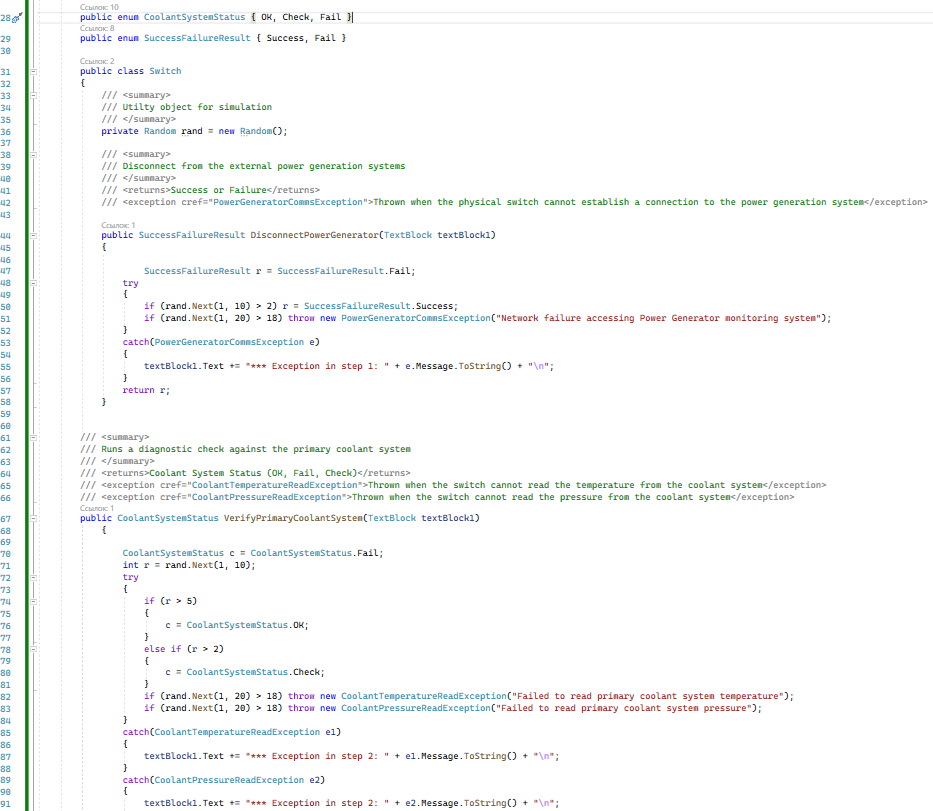 Ссылок: 10
28 public enum CoolantSystemStatus { OK, Check, Fail }
Ссылок: 8
29 public enum SuccessFailureResult { Success, Fail }
30
Ссылок: 2
31 public class Switch
32 {
33 /// <summary>
34 /// Utilty object for simulation
35 /// </summary>
36 private Random rand = new Random();
37
38 /// <summary>
39 /// Disconnect from the external power generation systems
40 /// </summary>
41 /// <returns>Success or Failure</returns>
42 /// <exception cref="PowerGeneratorCommsException">Thrown when the physical switch cannot establish a connection to the power generation system</exception>
43
Ссылок: 1
44 public SuccessFailureResult DisconnectPowerGenerator(TextBlock textBlock1)
45 {
46
47 SuccessFailureResult r = SuccessFailureResult.Fail;
48 try
49 {
50 if (rand.Next(1, 10) > 2) r = SuccessFailureResult.Success;
51 if (rand.Next(1, 20) > 18) throw new PowerGeneratorCommsException("Network failure accessing Power Generator monitoring system");
52 }
53 catch(PowerGeneratorCommsException e)
54 {
55 textBlock1.Text += "*** Exception in step 1: " + e.Message.ToString() + "\n";
56 }
57 return r;
58 }
59
60
61 /// <summary>
62 /// Runs a diagnostic check against the primary coolant system
63 /// </summary>
64 /// <returns>Coolant System Status (OK, Fail, Check)</returns>
65 /// <exception cref="CoolantTemperatureReadException">Thrown when the switch cannot read the temperature from the coolant system</exception>
66 /// <exception cref="CoolantPressureReadException">Thrown when the switch cannot read the pressure from the coolant system</exception>
Ссылок: 1
67 public CoolantSystemStatus VerifyPrimaryCoolantSystem(TextBlock textBlock1)
68 {
69
70 CoolantSystemStatus c = CoolantSystemStatus.Fail;
71 int r = rand.Next(1, 10);
72 try
73 {
74 if (r > 5)
75 {
76 c = CoolantSystemStatus.OK;
77 }
78 else if (r > 2)
79 {
80 c = CoolantSystemStatus.Check;
81 }
82 if (rand.Next(1, 20) > 18) throw new CoolantTemperatureReadException("Failed to read primary coolant system temperature");
83 if (rand.Next(1, 20) > 18) throw new CoolantPressureReadException("Failed to read primary coolant system pressure");
84 }
85 catch(CoolantTemperatureReadException e1)
86 {
87 textBlock1.Text += "*** Exception in step 2: " + e1.Message.ToString() + "\n";
88 }
89 catch(CoolantPressureReadException e2)
90 {
91 textBlock1.Text += "*** Exception in step 2: " + e2.Message.ToString() + "\n";